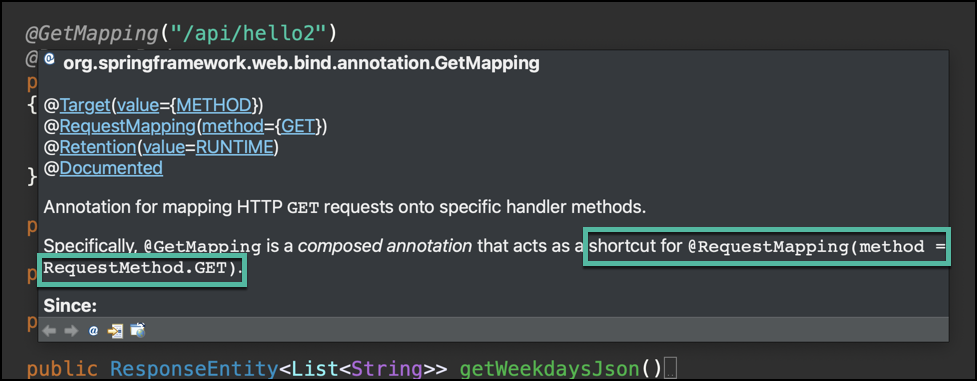 @GetMapping("/api/hello2")
@
org.springframework.web.bind.annotation.GetMapping
p
{
@Target(value={METHOD})
@RequestMapping(method={GET})
@Retention(value=RUNTIME)
@Documented
}
Annotation for mapping HTTP GET requests onto specific handler methods.
p
Specifically, @GetMapping is a composed annotation that acts as a shortcut for @RequestMapping(method =
RequestMethod.GET).
p
Since:
p
public ResponseEntity<List<String>> getWeekdaysJson()